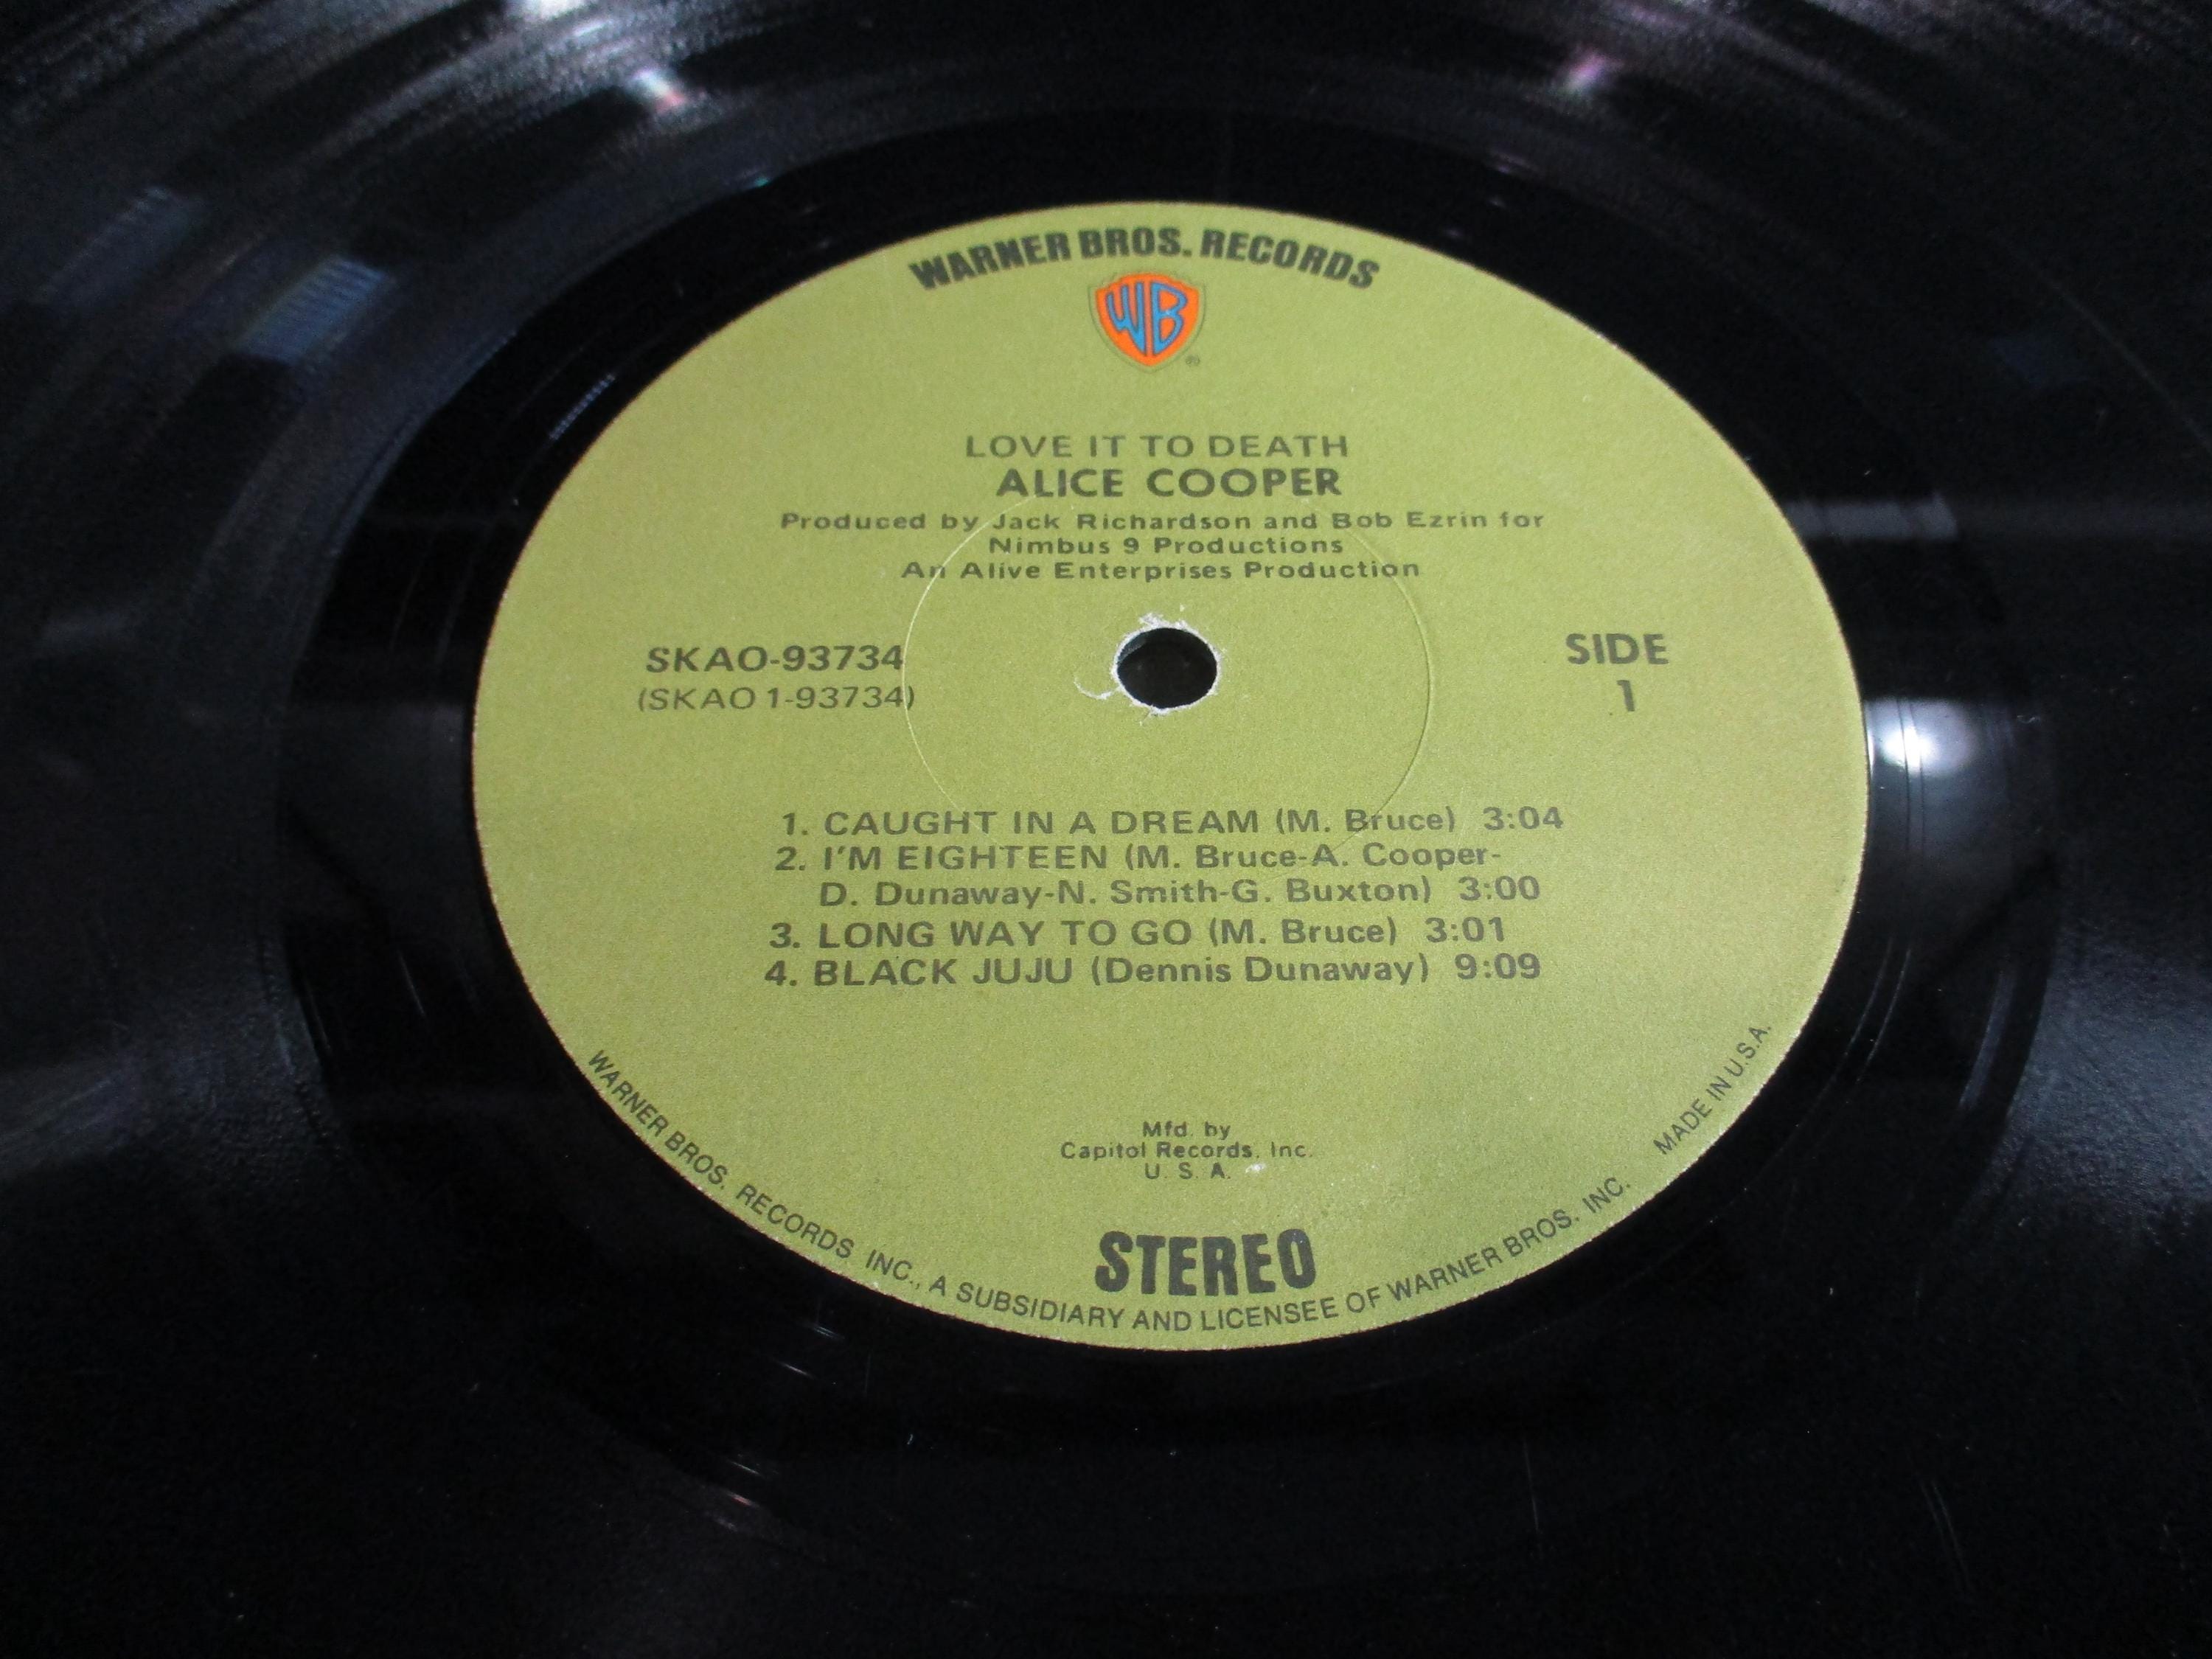 WARNER BROS. RECORDS
WB
®
LOVE IT TO DEATH
ALICE COOPER
Produced by Jack Richardson and Bob Ezrin for
Nimbus 9 Productions
An Alive Enterprises Production
SKAO-93734
(SKAO 1-93734)
SIDE
1
1. CAUGHT IN A DREAM (M. Bruce) 3:04
2. I'M EIGHTEEN (M. Bruce-A. Cooper-
D. Dunaway-N. Smith-G. Buxton) 3:00
3. LONG WAY TO GO (M. Bruce) 3:01
4. BLACK JUJU (Dennis Dunaway) 9:09
Mfd. by
Capitol Records, Inc.
U. S. A.
STEREO
WARNER BROS. RECORDS INC., A SUBSIDIARY AND LICENSEE OF WARNER BROS. INC. MADE IN U.S.A.